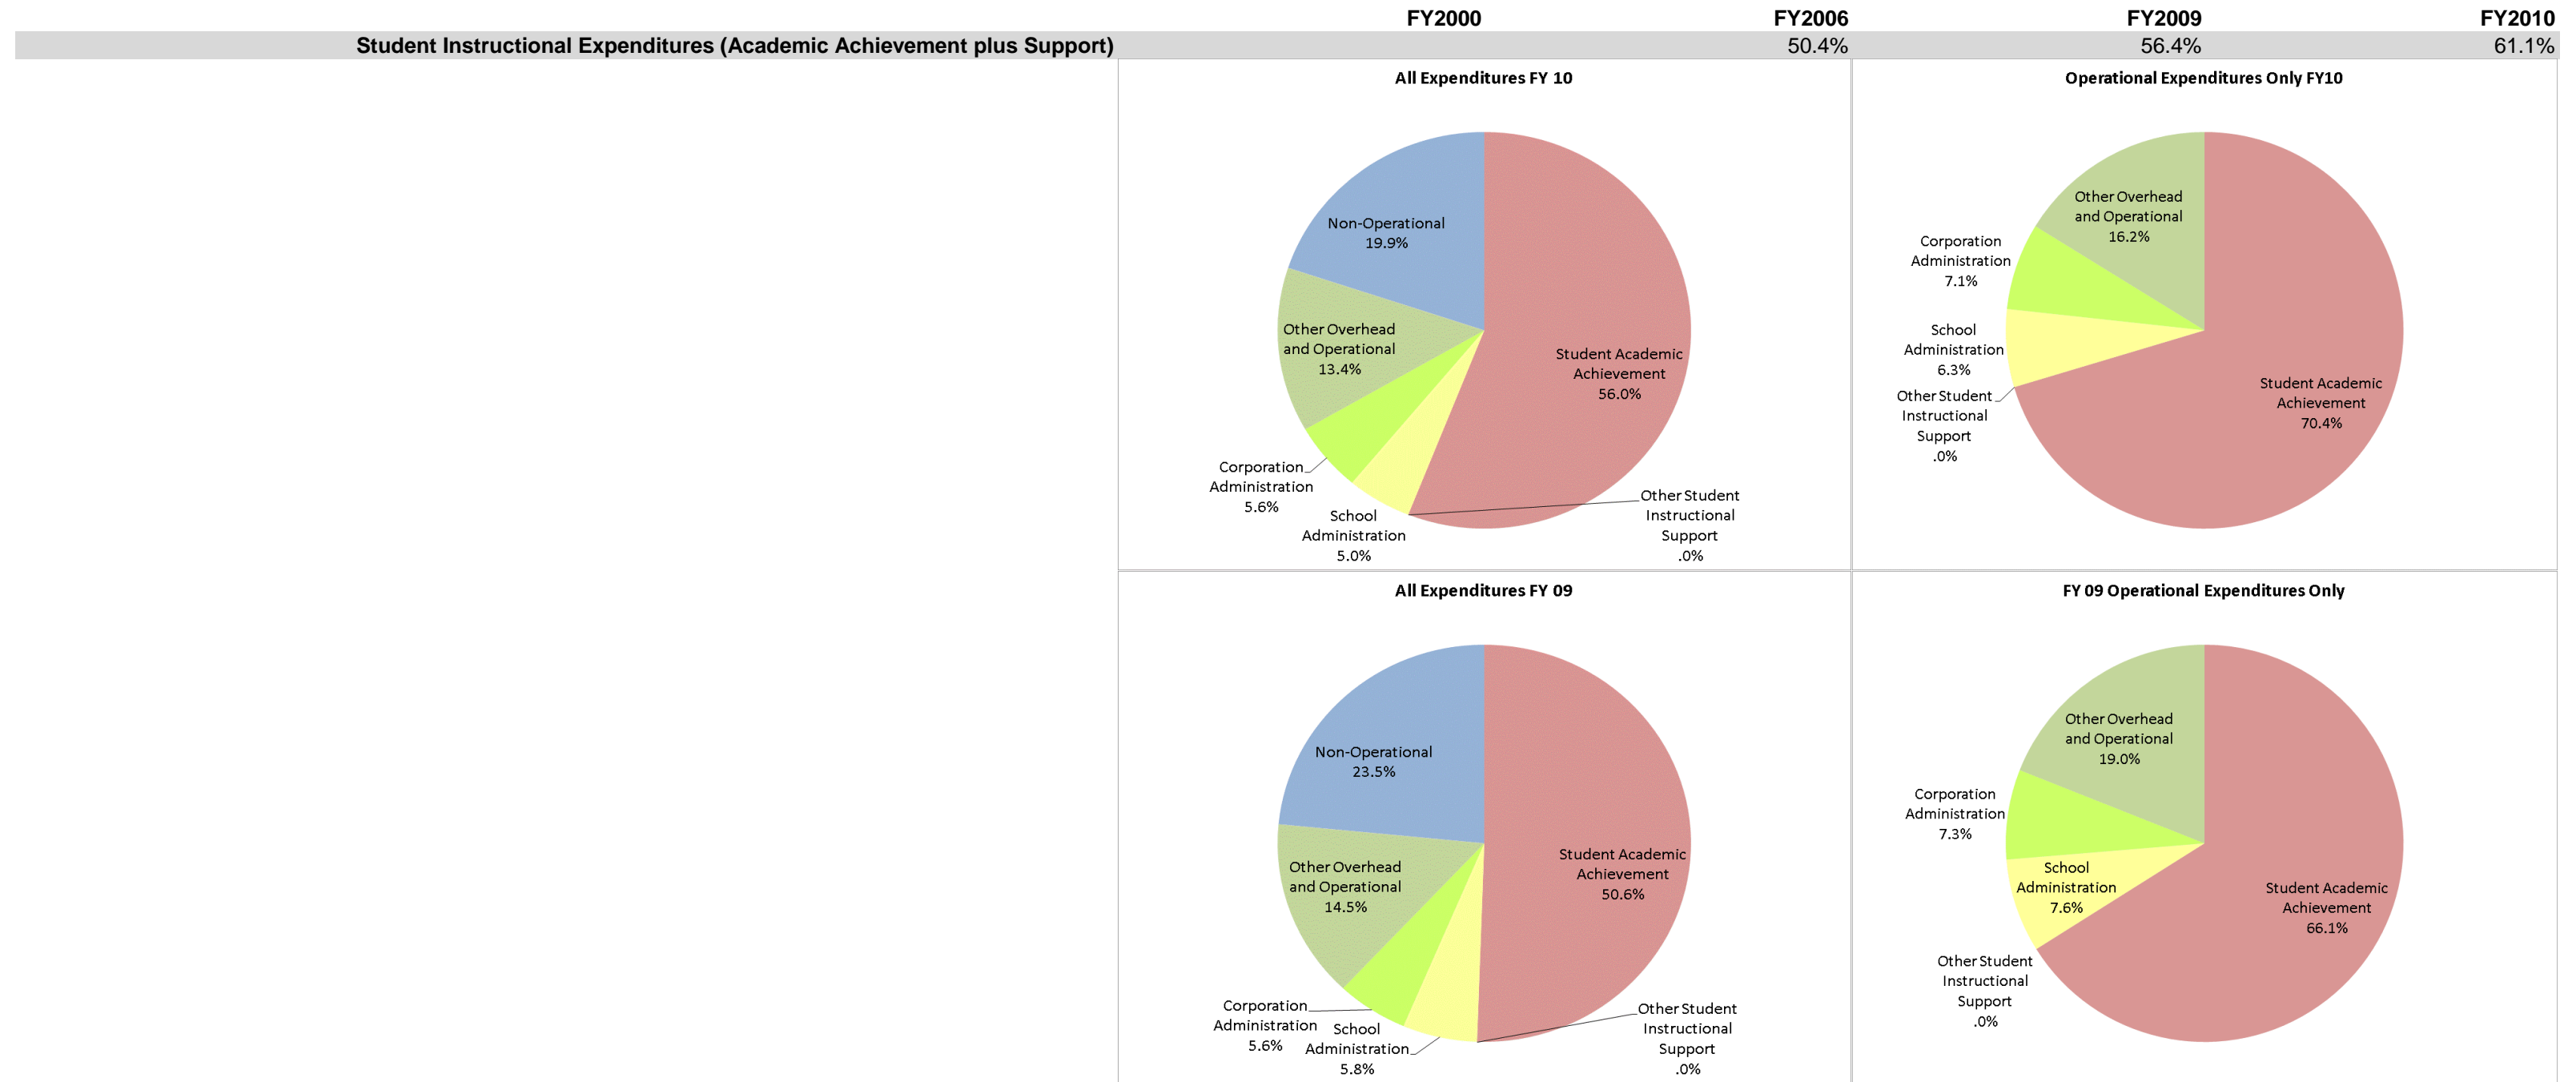 FY2000 FY2006 FY2009 FY2010
Student Instructional Expenditures (Academic Achievement plus Support) 50.4% 56.4% 61.1%
All Expenditures FY 10
Non-Operational
19.9%
Other Overhead
and Operational
13.4%
Student Academic
Achievement
56.0%
Corporation
Administration
5.6%
School
Administration
5.0%
Other Student
Instructional
Support
.0%
Operational Expenditures Only FY10
Other Overhead
and Operational
16.2%
Corporation
Administration
7.1%
School
Administration
6.3%
Other Student
Instructional
Support
.0%
Student Academic
Achievement
70.4%
All Expenditures FY 09
Non-Operational
23.5%
Other Overhead
and Operational
14.5%
Student Academic
Achievement
50.6%
Corporation
Administration
5.6%
School
Administration
5.8%
Other Student
Instructional
Support
.0%
FY 09 Operational Expenditures Only
Other Overhead
and Operational
19.0%
Corporation
Administration
7.3%
School
Administration
7.6%
Other Student
Instructional
Support
.0%
Student Academic
Achievement
66.1%